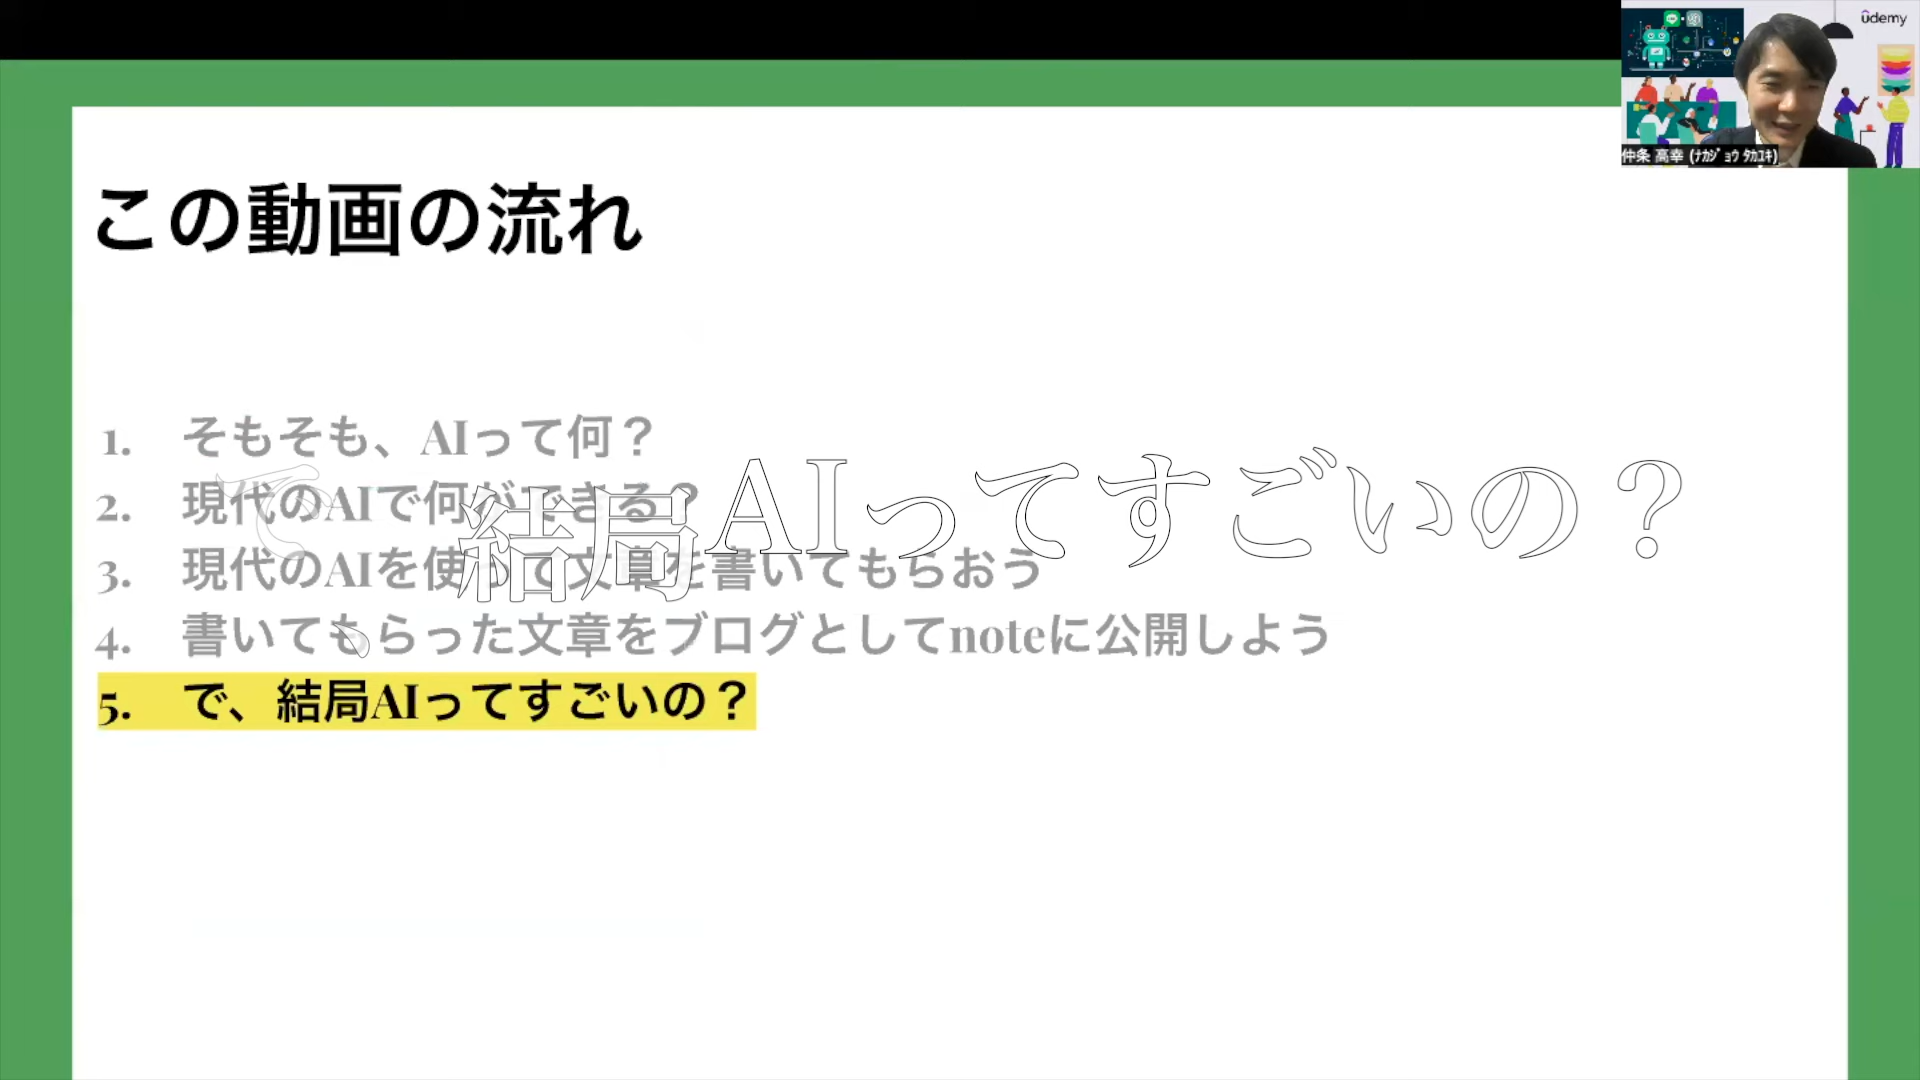 udemy
仲条 高幸 (ナカジョウ タカユキ)
この動画の流れ
1. そもそも、AIって何？
2. 現代のAIで何ができる？
3. 現代のAIを使って文章を書いてもらおう
4. 書いてもらった文章をブログとしてnoteに公開しよう
5. で、結局AIってすごいの？
で、結局AIってすごいの？